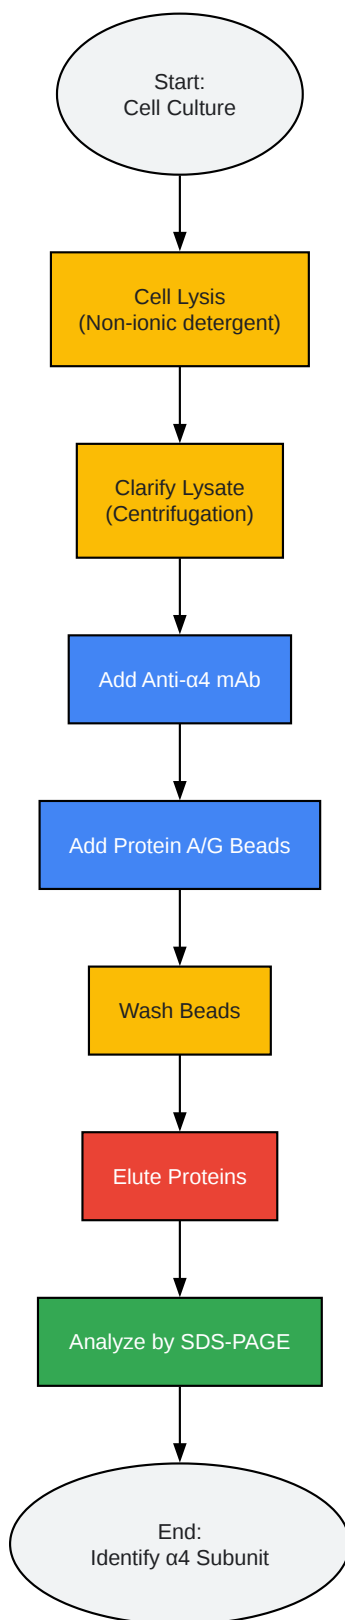 Start:
Cell Culture
Cell Lysis
(Non-ionic detergent)
Clarify Lysate
(Centrifugation)
Add Anti-α4 mAb
Add Protein A/G Beads
Wash Beads
Elute Proteins
Analyze by SDS-PAGE
End:
Identify α4 Subunit